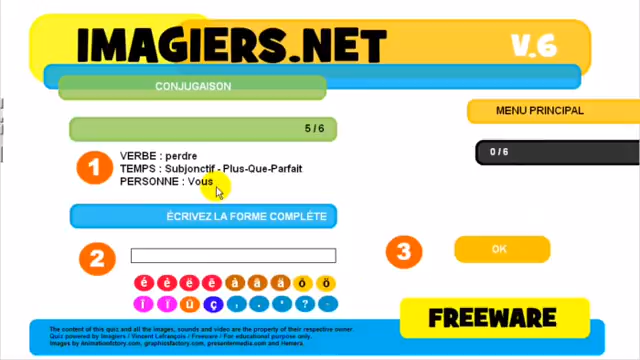 IMAGIERS.NET
V.6
CONJUGAISON
MENU PRINCIPAL
5 / 6
0 / 6
1
VERBE : perdre
TEMPS : Subjonctif - Plus-Que-Parfait
PERSONNE : Vous
ÉCRIVEZ LA FORME COMPLÈTE
2
3
OK
FREEWARE
The content of this quiz and all the images, sounds and video are the property of their respective owner.
Quiz powered by Imagiers / Vincent Lefrançois / Freeware / For educational purpose only.
Images by Animationfactory.com, graphicsfactory.com, presentermedia.com and Hemera.